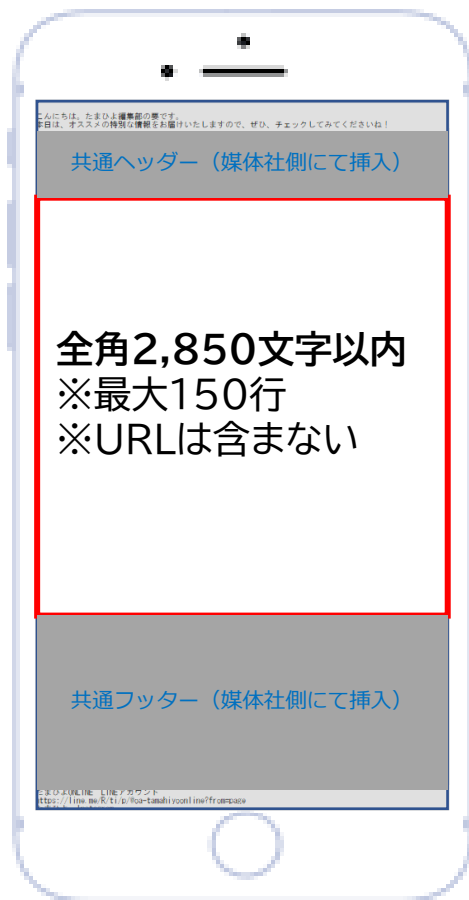 こんにちは。たまひよ編集部の要です。
本日は、オススメの特別な情報をお届けいたしますので、ぜひ、チェックしてみてくださいね！
共通ヘッダー（媒体社側にて挿入）
全角2,850文字以内
※最大150行
※URLは含まない
共通フッター（媒体社側にて挿入）
たまひよONLINE LINEアカウント
https://line.me/R/ti/p/%oa-tamahiyoonline?from=page